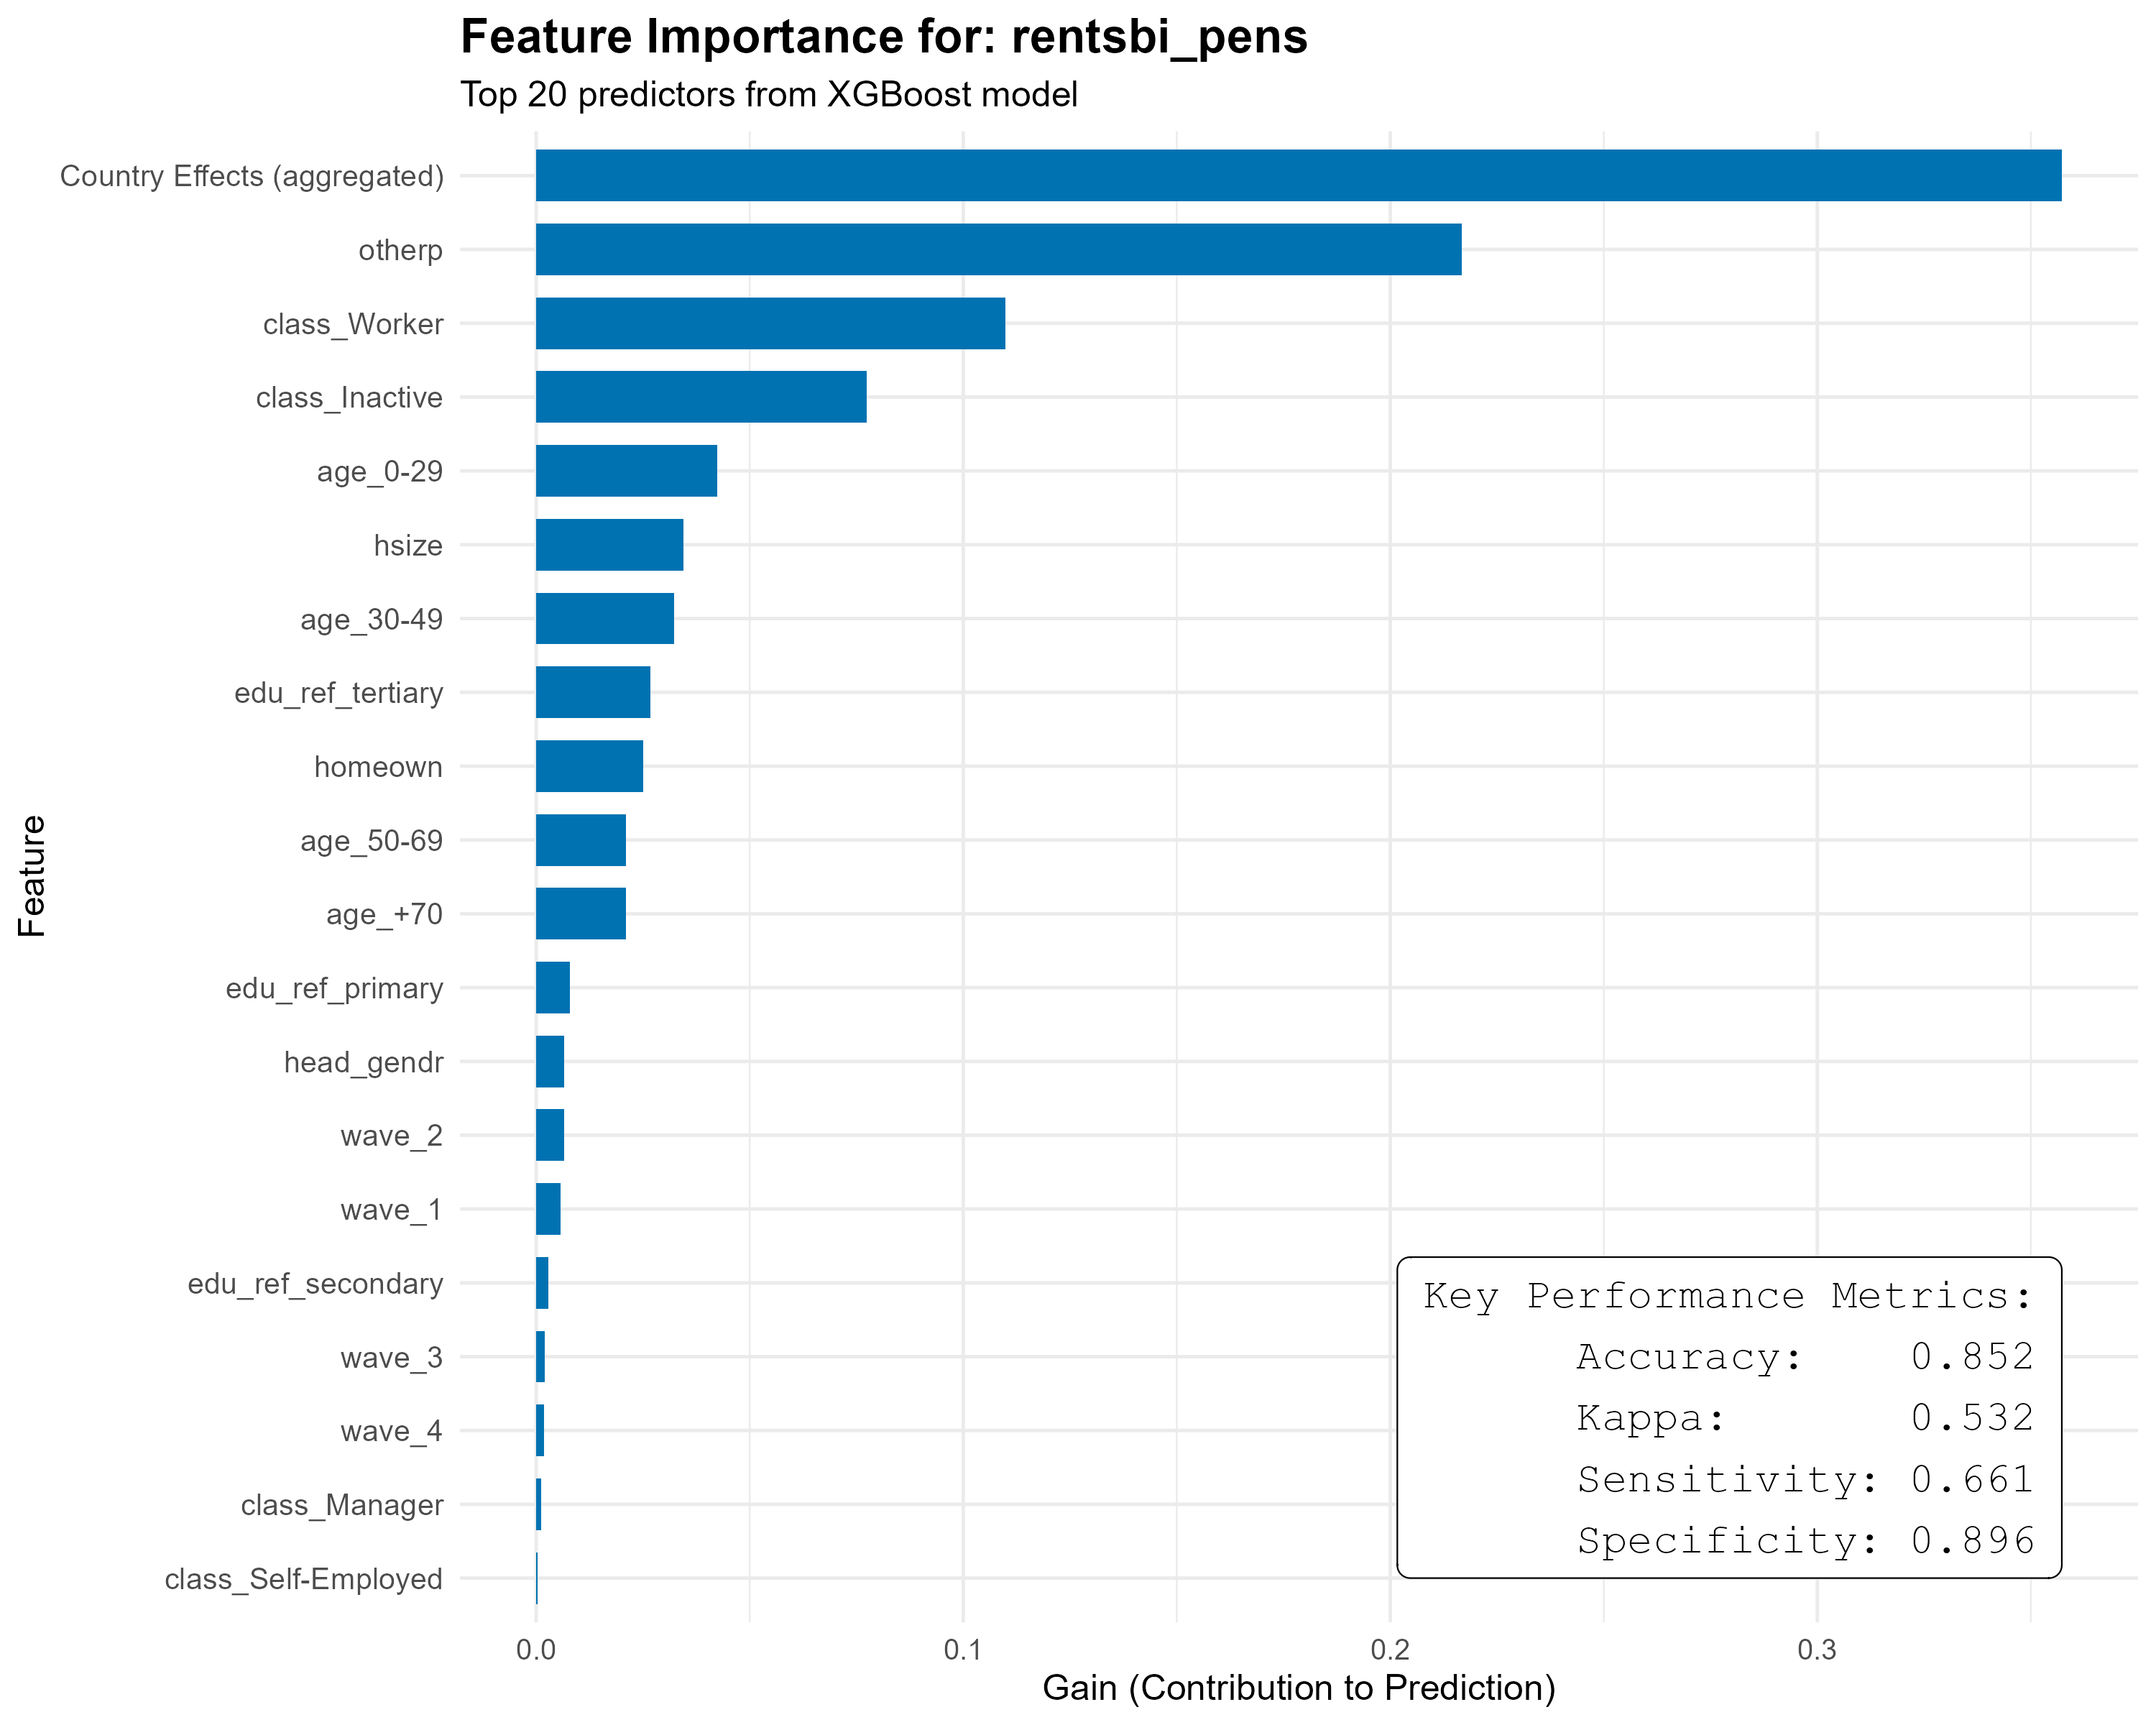 Feature Importance for: rentsbi_pens
Top 20 predictors from XGBoost model
Feature
Country Effects (aggregated)
otherp
class_Worker
class_Inactive
age_0-29
hsize
age_30-49
edu_ref_tertiary
homeown
age_50-69
age_+70
edu_ref_primary
head_gendr
wave_2
wave_1
edu_ref_secondary
wave_3
wave_4
class_Manager
class_Self-Employed
Key Performance Metrics:
Accuracy: 0.852
Kappa: 0.532
Sensitivity: 0.661
Specificity: 0.896
0.0 0.1 0.2 0.3
Gain (Contribution to Prediction)